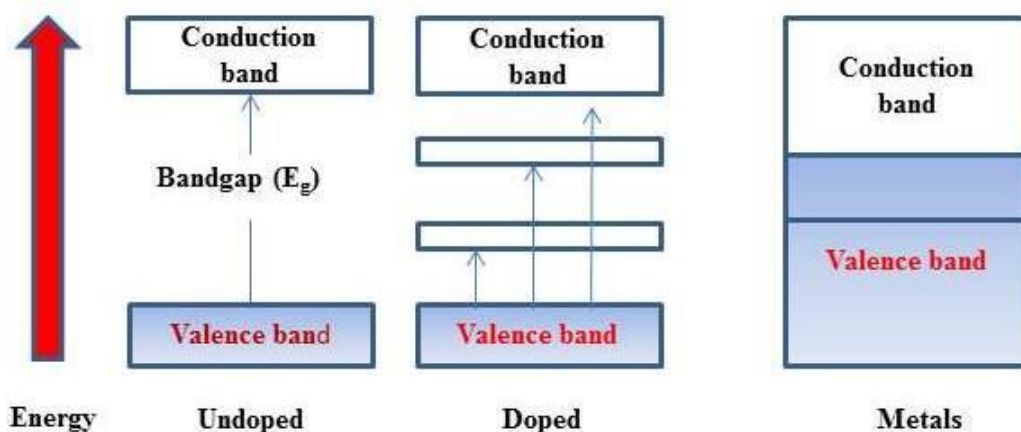 Conduction
band
Conduction
band
Conduction
band
Bandgap (Eg)
Valence band
Valence band
Valence band
Energy
Undoped
Doped
Metals